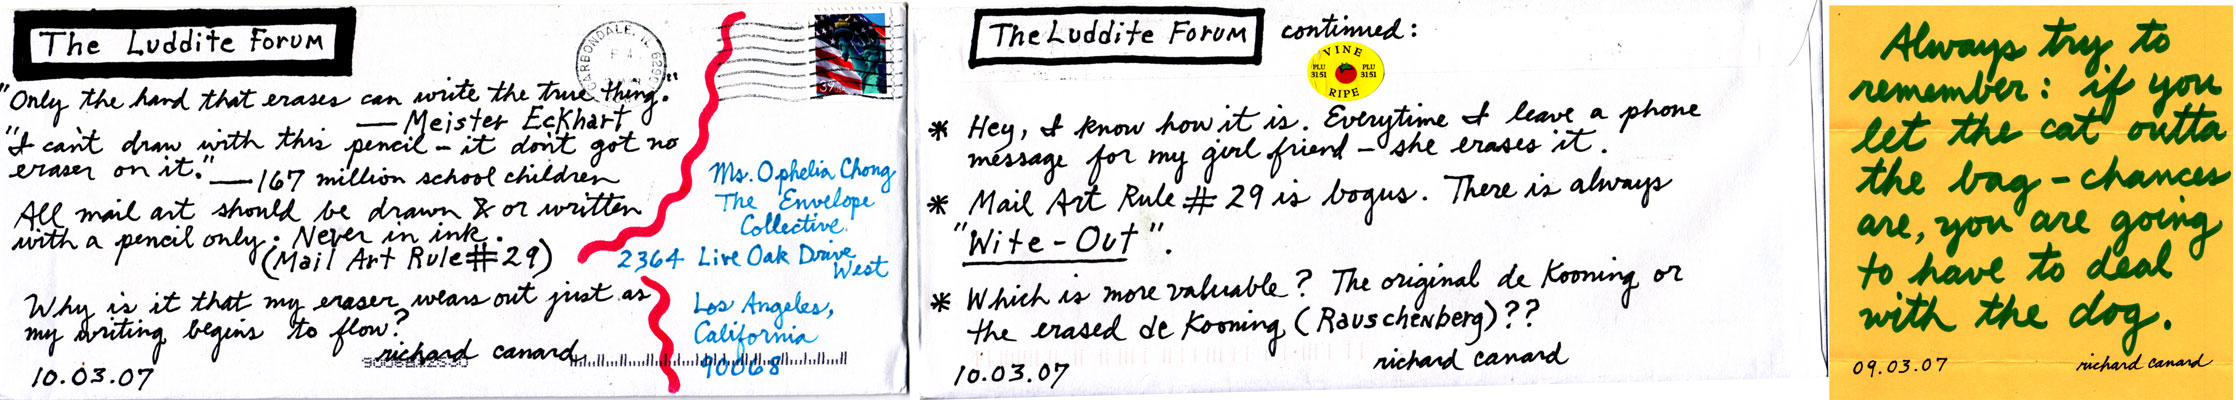 The Luddite Forum
CARBONDALE, IL
37
"Only the hand that erases can write the true thing."
— Meister Eckhart
"I can't draw with this pencil – it don't got no
eraser on it." — 167 million school children
All mail art should be drawn & or written
with a pencil only. Never in ink.
(Mail Art Rule # 29)
Why is it that my eraser wears out just as
my writing begins to flow?
richard canard
10.03.07
Ms. Ophelia Chong
The Envelope
Collective
2364 Live Oak Drive
West
Los Angeles,
California
90068
The Luddite Forum continued:
VINE
PLU 3151 PLU 3151
RIPE
* Hey, I know how it is. Everytime I leave a phone
message for my girl friend – she erases it.
* Mail Art Rule # 29 is bogus. There is always
"Wite-Out".
* Which is more valuable? The original de Kooning or
the erased de Kooning (Rauschenberg)??
richard canard
10.03.07
Always try to
remember: if you
let the cat outta
the bag – chances
are, you are going
to have to deal
with the dog.
09.03.07 richard canard